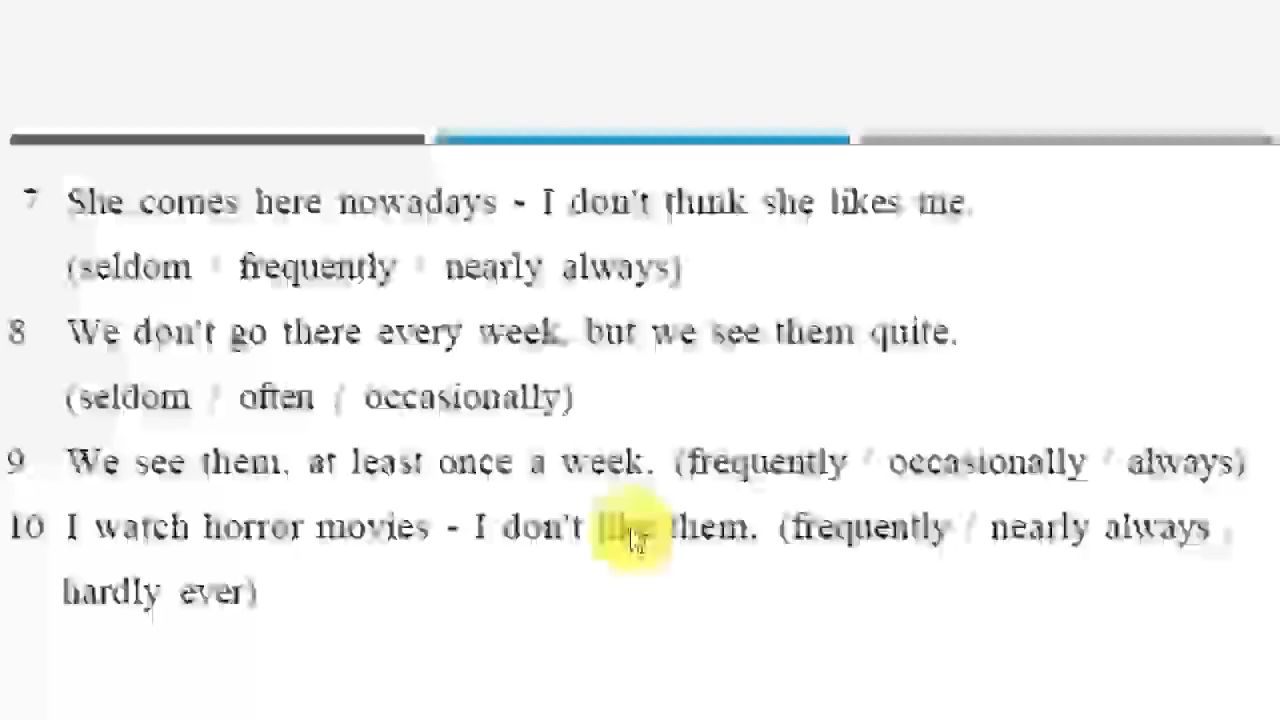 7 She comes here nowadays - I don't think she likes me.
(seldom / frequently / nearly always)
8 We don't go there every week, but we see them quite.
(seldom / often / occasionally)
9 We see them, at least once a week. (frequently / occasionally / always)
10 I watch horror movies - I don't like them. (frequently / nearly always /
hardly ever)